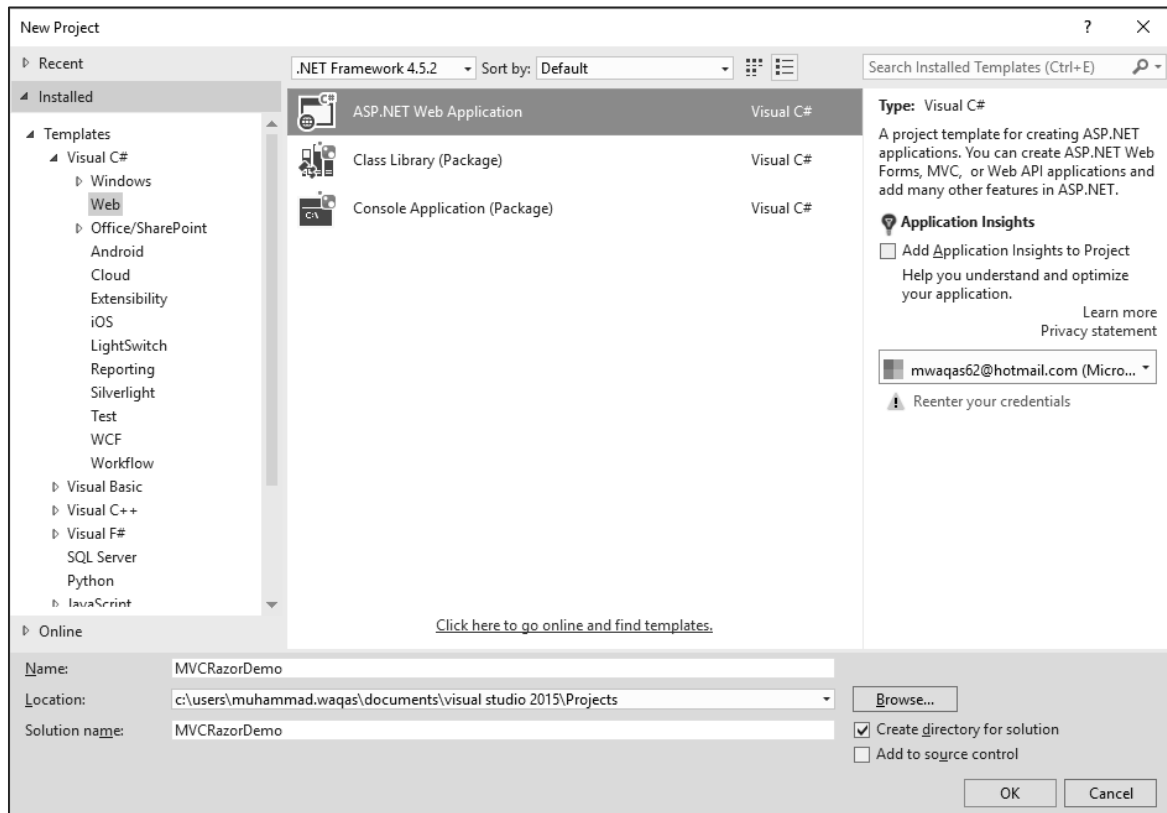 New Project
?
Recent
Installed
Templates
Visual C#
Windows
Web
Office/SharePoint
Android
Cloud
Extensibility
iOS
LightSwitch
Reporting
Silverlight
Test
WCF
Workflow
Visual Basic
Visual C++
Visual F#
SQL Server
Python
JavaScript
Online
.NET Framework 4.5.2
Sort by: Default
ASP.NET Web Application Visual C#
Class Library (Package) Visual C#
Console Application (Package) Visual C#
Click here to go online and find templates.
Search Installed Templates (Ctrl+E)
Type: Visual C#
A project template for creating ASP.NET
applications. You can create ASP.NET Web
Forms, MVC, or Web API applications and
add many other features in ASP.NET.
Application Insights
Add Application Insights to Project
Help you understand and optimize
your application.
Learn more
Privacy statement
mwaqas62@hotmail.com (Micro...
Reenter your credentials
Name: MVCRazorDemo
Location: c:\users\muhammad.waqas\documents\visual studio 2015\Projects
Browse...
Solution name: MVCRazorDemo
Create directory for solution
Add to source control
OK
Cancel